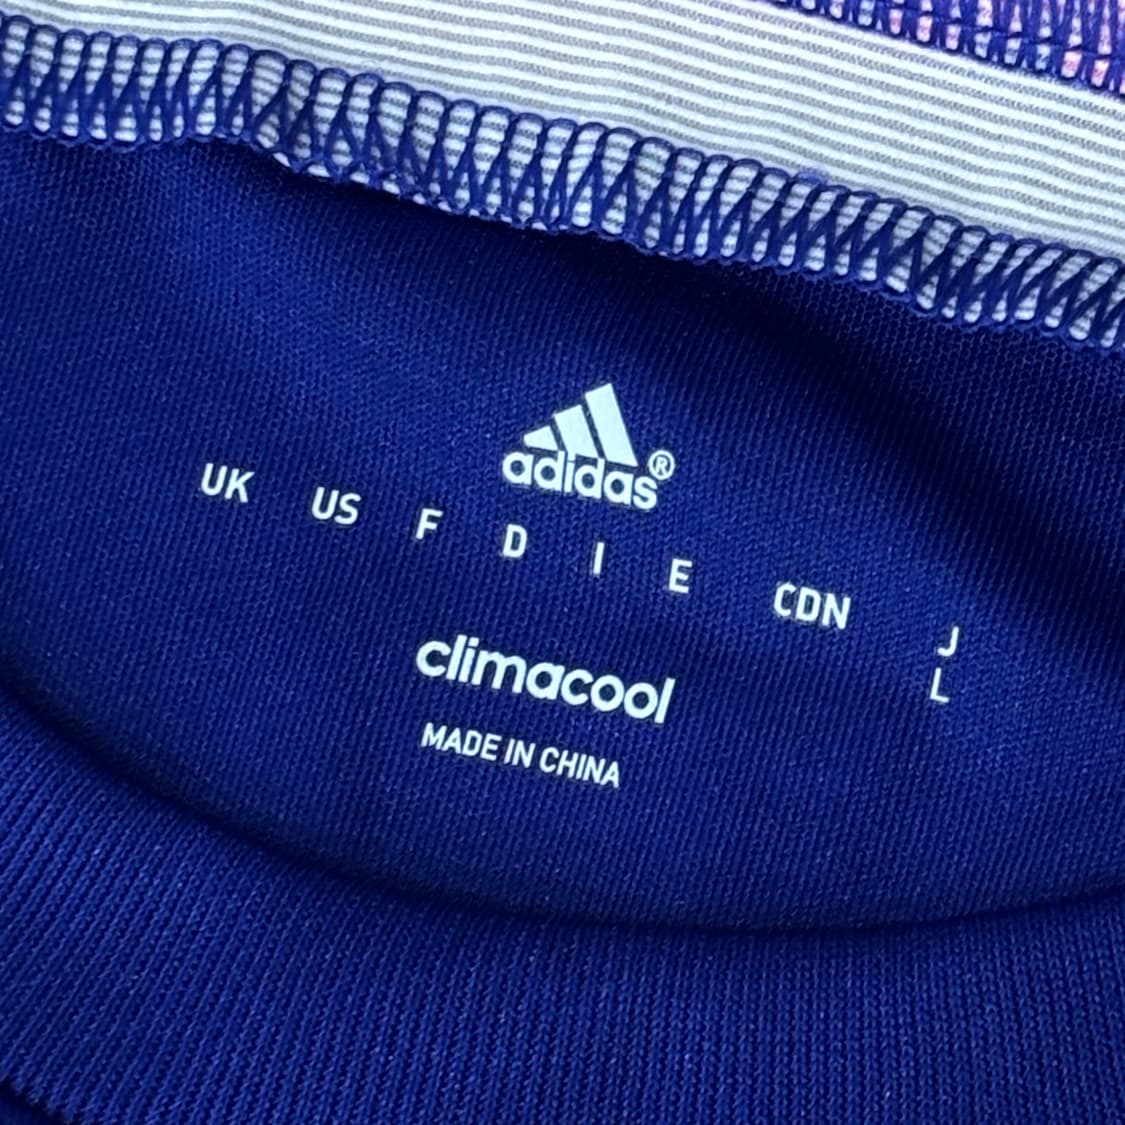 adidas®
UK US F D I E CDN J
L
climacool
MADE IN CHINA